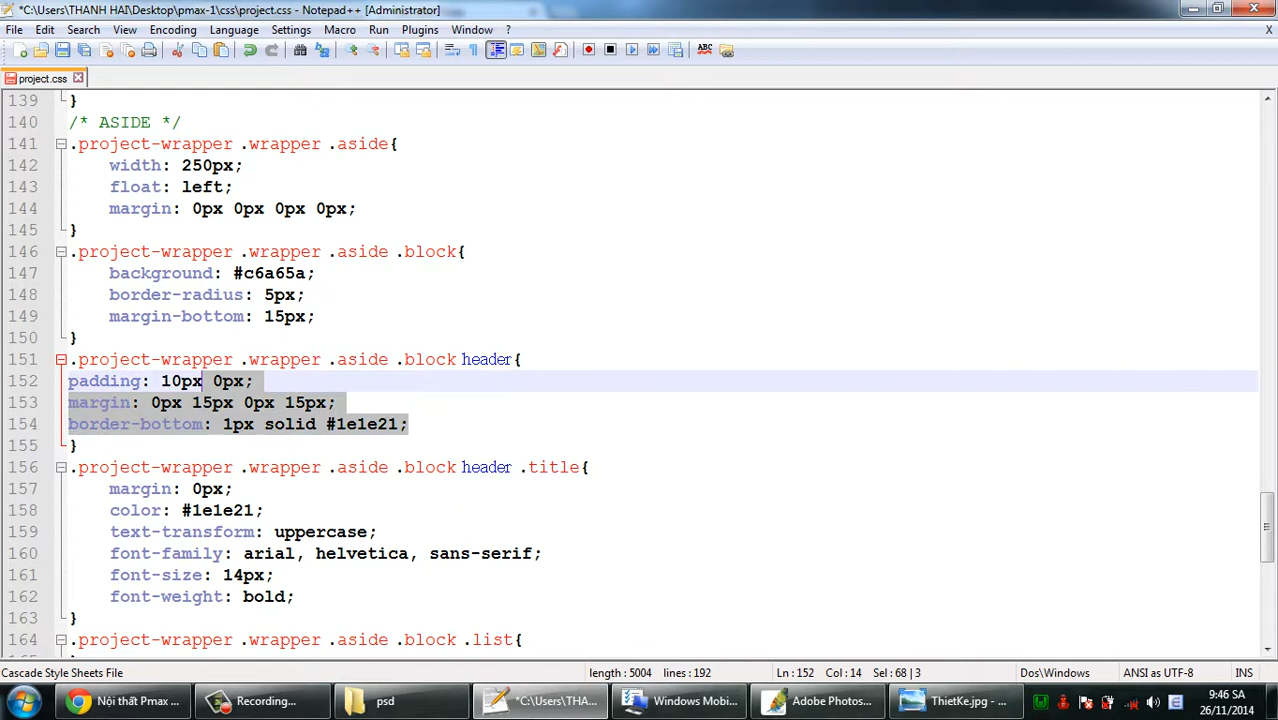 *C:\Users\THANH HAI\Desktop\pmax-1\css\project.css - Notepad++ [Administrator]
File Edit Search View Encoding Language Settings Macro Run Plugins Window ? X
ABC
project.css
139 }
140 /* ASIDE */
141 .project-wrapper .wrapper .aside{
142 width: 250px;
143 float: left;
144 margin: 0px 0px 0px 0px;
145 }
146 .project-wrapper .wrapper .aside .block{
147 background: #c6a65a;
148 border-radius: 5px;
149 margin-bottom: 15px;
150 }
151 .project-wrapper .wrapper .aside .block header{
152 padding: 10px 0px;
153 margin: 0px 15px 0px 15px;
154 border-bottom: 1px solid #1e1e21;
155 }
156 .project-wrapper .wrapper .aside .block header .title{
157 margin: 0px;
158 color: #1e1e21;
159 text-transform: uppercase;
160 font-family: arial, helvetica, sans-serif;
161 font-size: 14px;
162 font-weight: bold;
163 }
164 .project-wrapper .wrapper .aside .block .list{
Cascade Style Sheets File length : 5004 lines : 192 Ln : 152 Col : 14 Sel : 68 | 3 Dos\Windows ANSI as UTF-8 INS
Nội thất Pmax ... Recording... psd *C:\Users\THA... Windows Mobi... Adobe Photos... ThietKe.jpg - ... 9:46 SA
26/11/2014